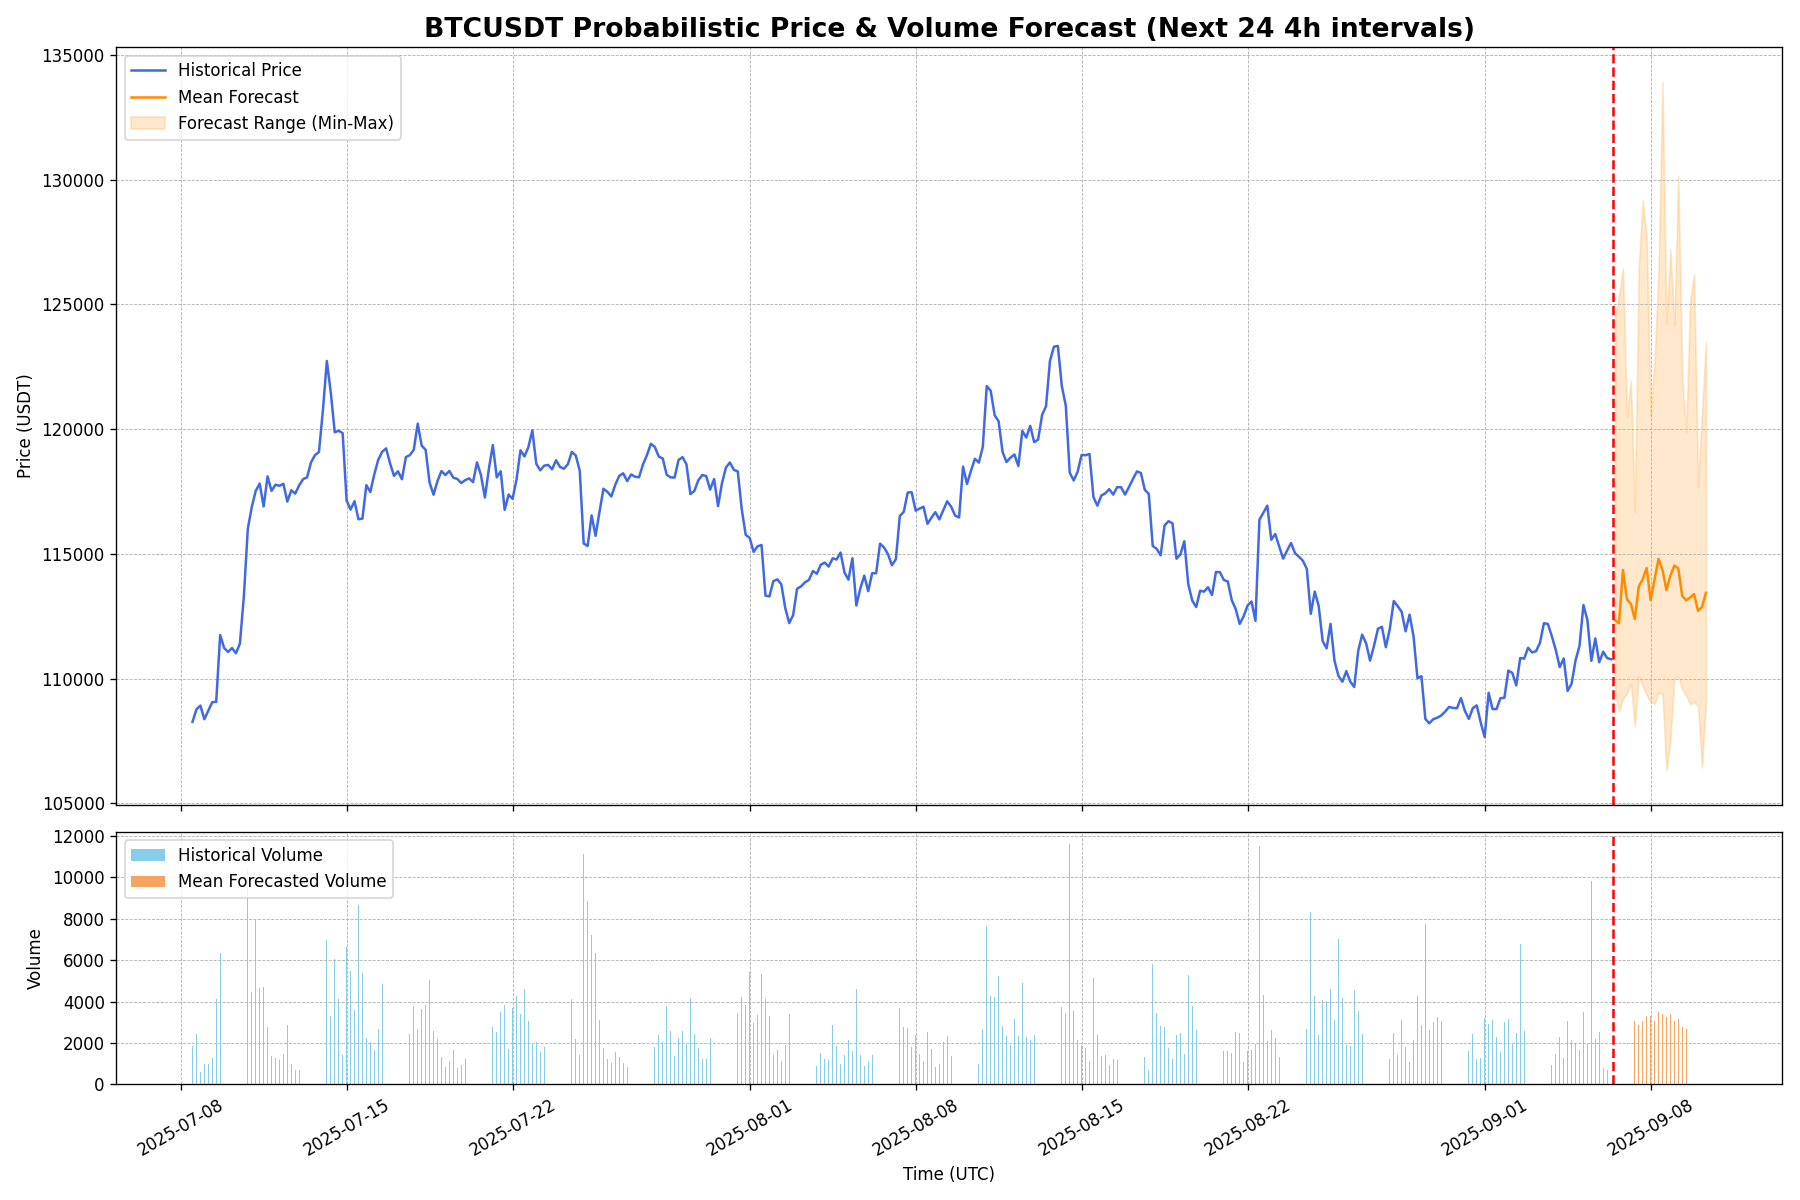 BTCUSDT Probabilistic Price & Volume Forecast (Next 24 4h intervals)
Historical Price
Mean Forecast
Forecast Range (Min-Max)
135000
130000
125000
120000
115000
110000
105000
Price (USDT)
Historical Volume
Mean Forecasted Volume
12000
10000
8000
6000
4000
2000
0
Volume
2025-07-08
2025-07-15
2025-07-22
2025-08-01
2025-08-08
2025-08-15
2025-08-22
2025-09-01
2025-09-08
Time (UTC)